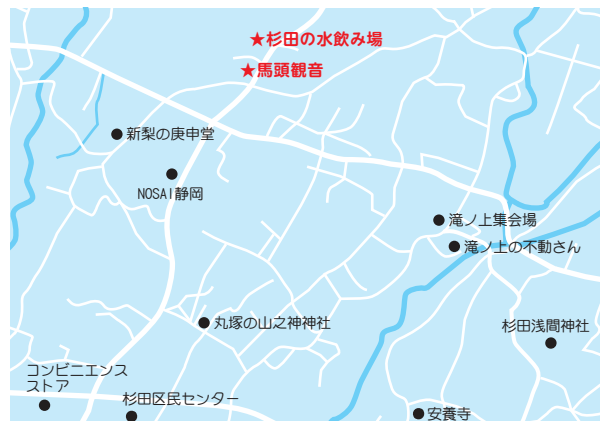 ★杉田の水飲み場
★馬頭観音
新梨の庚申堂
NOSAI静岡
滝ノ上集会場
滝ノ上の不動さん
丸塚の山之神神社
杉田浅間神社
コンビニエンス
ストア
杉田区民センター
安養寺